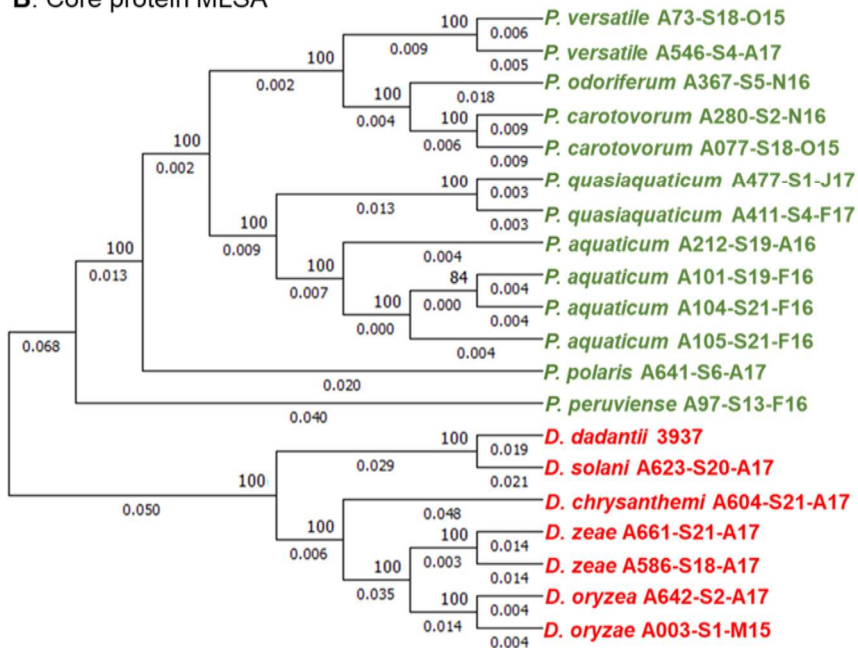 B: Core protein MLSA
100
P. versatile A73-S18-O15
0.006
0.009
100
P. versatile A546-S4-A17
0.005
0.002
100
P. odoriferum A367-S5-N16
0.018
0.004
100
P. carotovorum A280-S2-N16
0.009
100
0.006
P. carotovorum A077-S18-O15
0.009
0.002
100
P. quasiaquaticum A477-S1-J17
0.003
0.013
P. quasiaquaticum A411-S4-F17
0.003
100
0.009
P. aquaticum A212-S19-A16
0.004
100
100
0.013
84
P. aquaticum A101-S19-F16
0.004
0.007
0.000
100
P. aquaticum A104-S21-F16
0.004
0.000
P. aquaticum A105-S21-F16
0.004
0.068
P. polaris A641-S6-A17
0.020
P. peruviense A97-S13-F16
0.040
100
D. dadantii 3937
0.019
0.029
D. solani A623-S20-A17
0.021
100
0.050
D. chrysanthemi A604-S21-A17
0.048
100
100
D. zeae A661-S21-A17
0.014
0.006
0.003
100
D. zeae A586-S18-A17
0.014
0.035
100
D. oryzea A642-S2-A17
0.004
0.014
D. oryzae A003-S1-M15
0.004